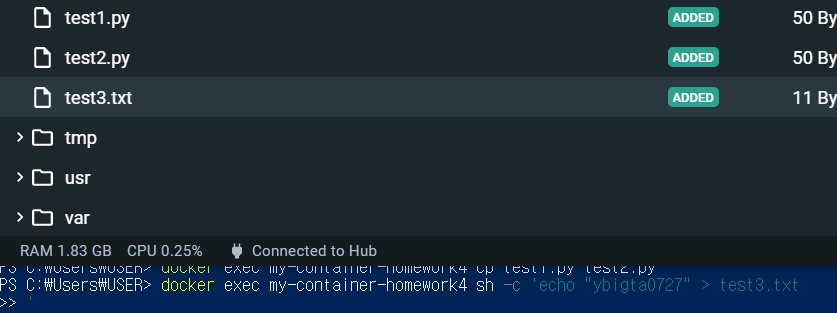 test1.py ADDED 50 By
test2.py ADDED 50 By
test3.txt ADDED 11 By
tmp
usr
var
RAM 1.83 GB CPU 0.25% Connected to Hub
PS C:₩Users₩USER> docker exec my-container-homework4 cp test1.py test2.py
PS C:₩Users₩USER> docker exec my-container-homework4 sh -c 'echo "ybigta0727" > test3.txt
>> '